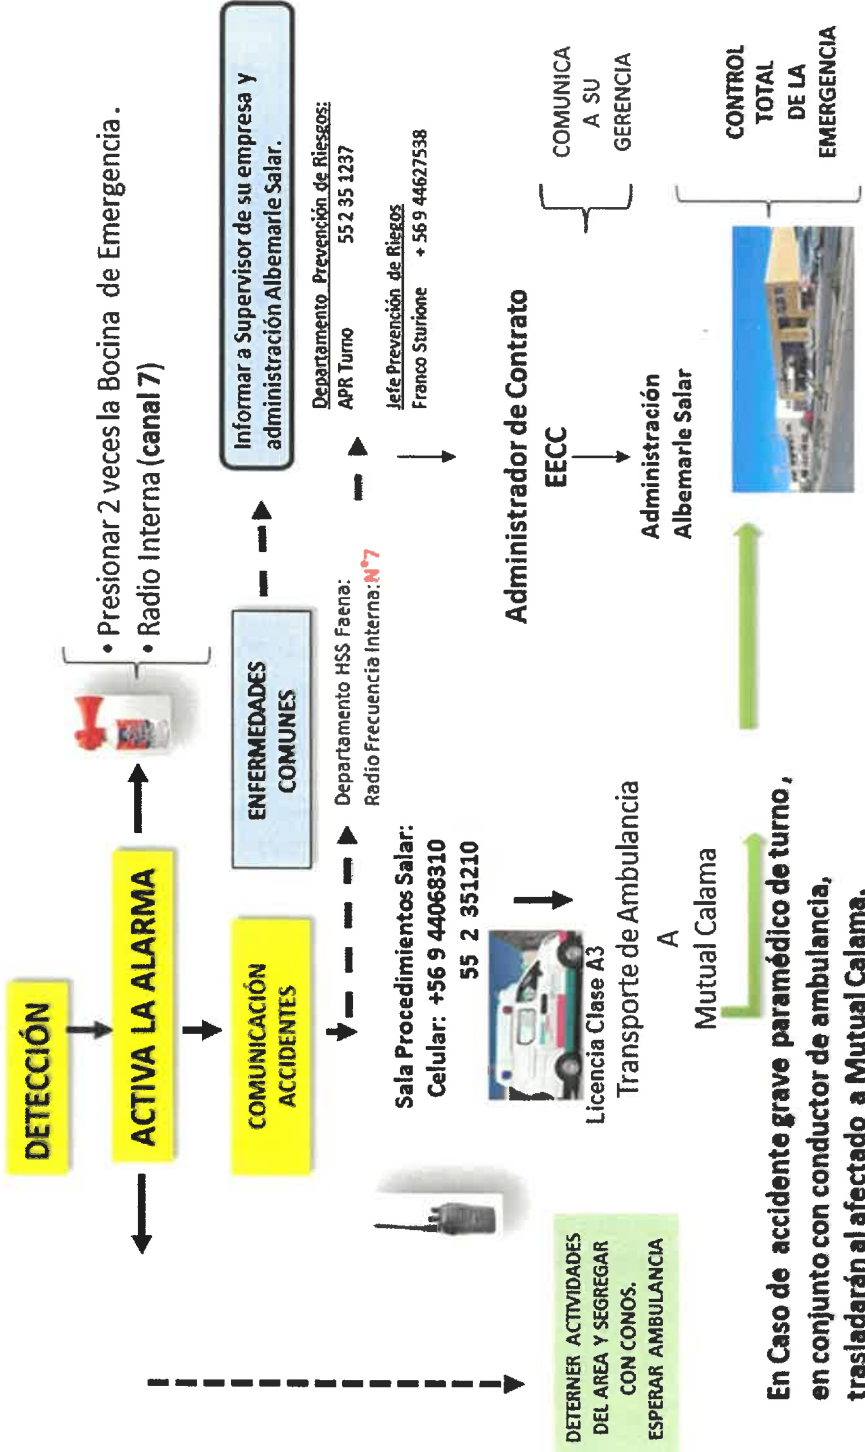 DETECCIÓN
ACTIVA LA ALARMA
• Presionar 2 veces la Bocina de Emergencia.
• Radio Interna (canal 7)
COMUNICACIÓN
ACCIDENTES
ENFERMEDADES
COMUNES
Informar a Supervisor de su empresa y
administración Albemarle Salar.
Departamento HSS Faena:
Radio Frecuencia Interna: N°7
Departamento Prevención de Riesgos:
APR Turno 55 2 35 1237
Jefe Prevención de Riegos
Franco Sturione + 56 9 44627538
Sala Procedimientos Salar:
Celular: +56 9 44068310
55 2 351210
Licencia Clase A3
Transporte de Ambulancia
A
Mutual Calama
Administrador de Contrato
EECC
Administración
Albemarle Salar
COMUNICA
A SU
GERENCIA
CONTROL
TOTAL
DE LA
EMERGENCIA
DETERNER ACTIVIDADES
DEL AREA Y SEGREGAR
CON CONOS.
ESPERAR AMBULANCIA
En Caso de accidente grave paramédico de turno,
en conjunto con conductor de ambulancia,
trasladarán al afectado a Mutual Calama.